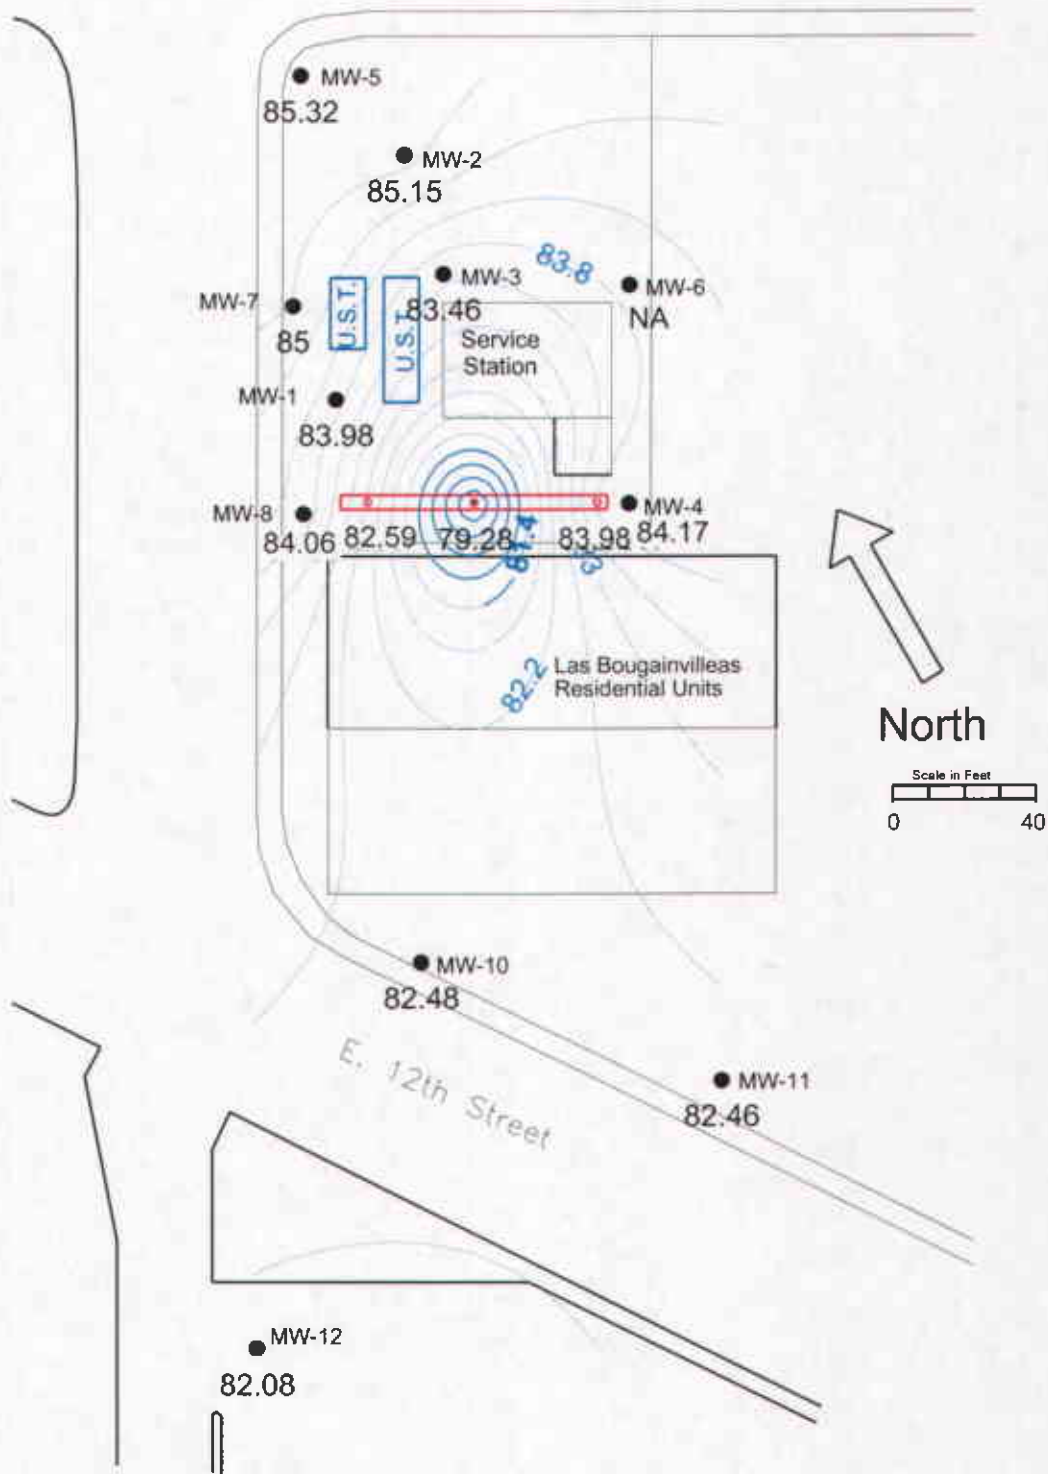 MW-5
85.32
MW-2
85.15
83.8
MW-3
83.46
MW-6
NA
MW-7
85
U.S.T.
U.S.T.
Service
Station
MW-1
83.98
MW-8
84.06
82.59
79.28
81.4
83.98
MW-4
84.17
82.2
Las Bougainvilleas
Residential Units
North
Scale in Feet
0
40
MW-10
82.48
E. 12th Street
MW-11
82.46
MW-12
82.08